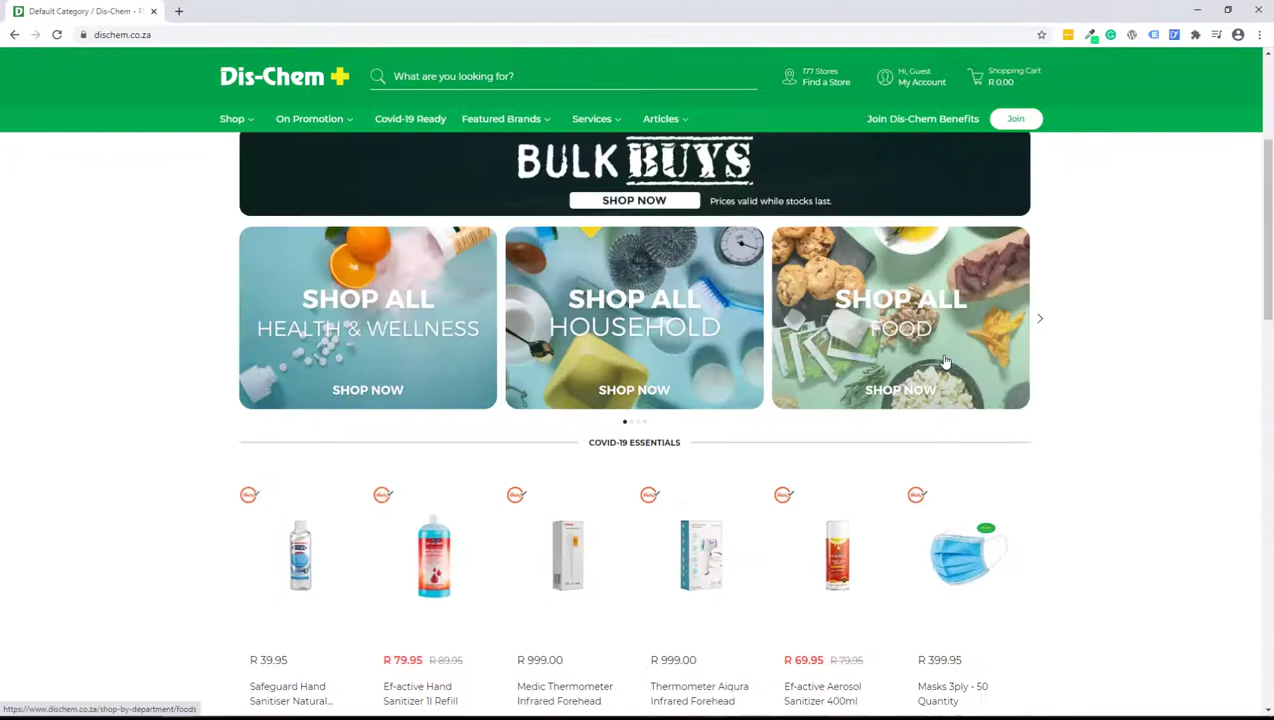 Default Category / Dis-Chem - P
dischem.co.za
Dis-Chem
What are you looking for?
177 Stores
Find a Store
Hi, Guest
My Account
Shopping Cart
R 0.00
Shop
On Promotion
Covid-19 Ready
Featured Brands
Services
Articles
Join Dis-Chem Benefits
Join
BULK BUYS
SHOP NOW
Prices valid while stocks last.
SHOP ALL
HEALTH & WELLNESS
SHOP NOW
SHOP ALL
HOUSEHOLD
SHOP NOW
SHOP ALL
FOOD
SHOP NOW
COVID-19 ESSENTIALS
R 39.95
R 79.95 R 89.95
R 999.00
R 999.00
R 69.95 R 79.95
R 399.95
Safeguard Hand
Sanitiser Natural...
Ef-active Hand
Sanitizer 1l Refill
Medic Thermometer
Infrared Forehead
Thermometer Aiqura
Infrared Forehead
Ef-active Aerosol
Sanitizer 400ml
Masks 3ply - 50
Quantity
https://www.dischem.co.za/shop-by-department/foods